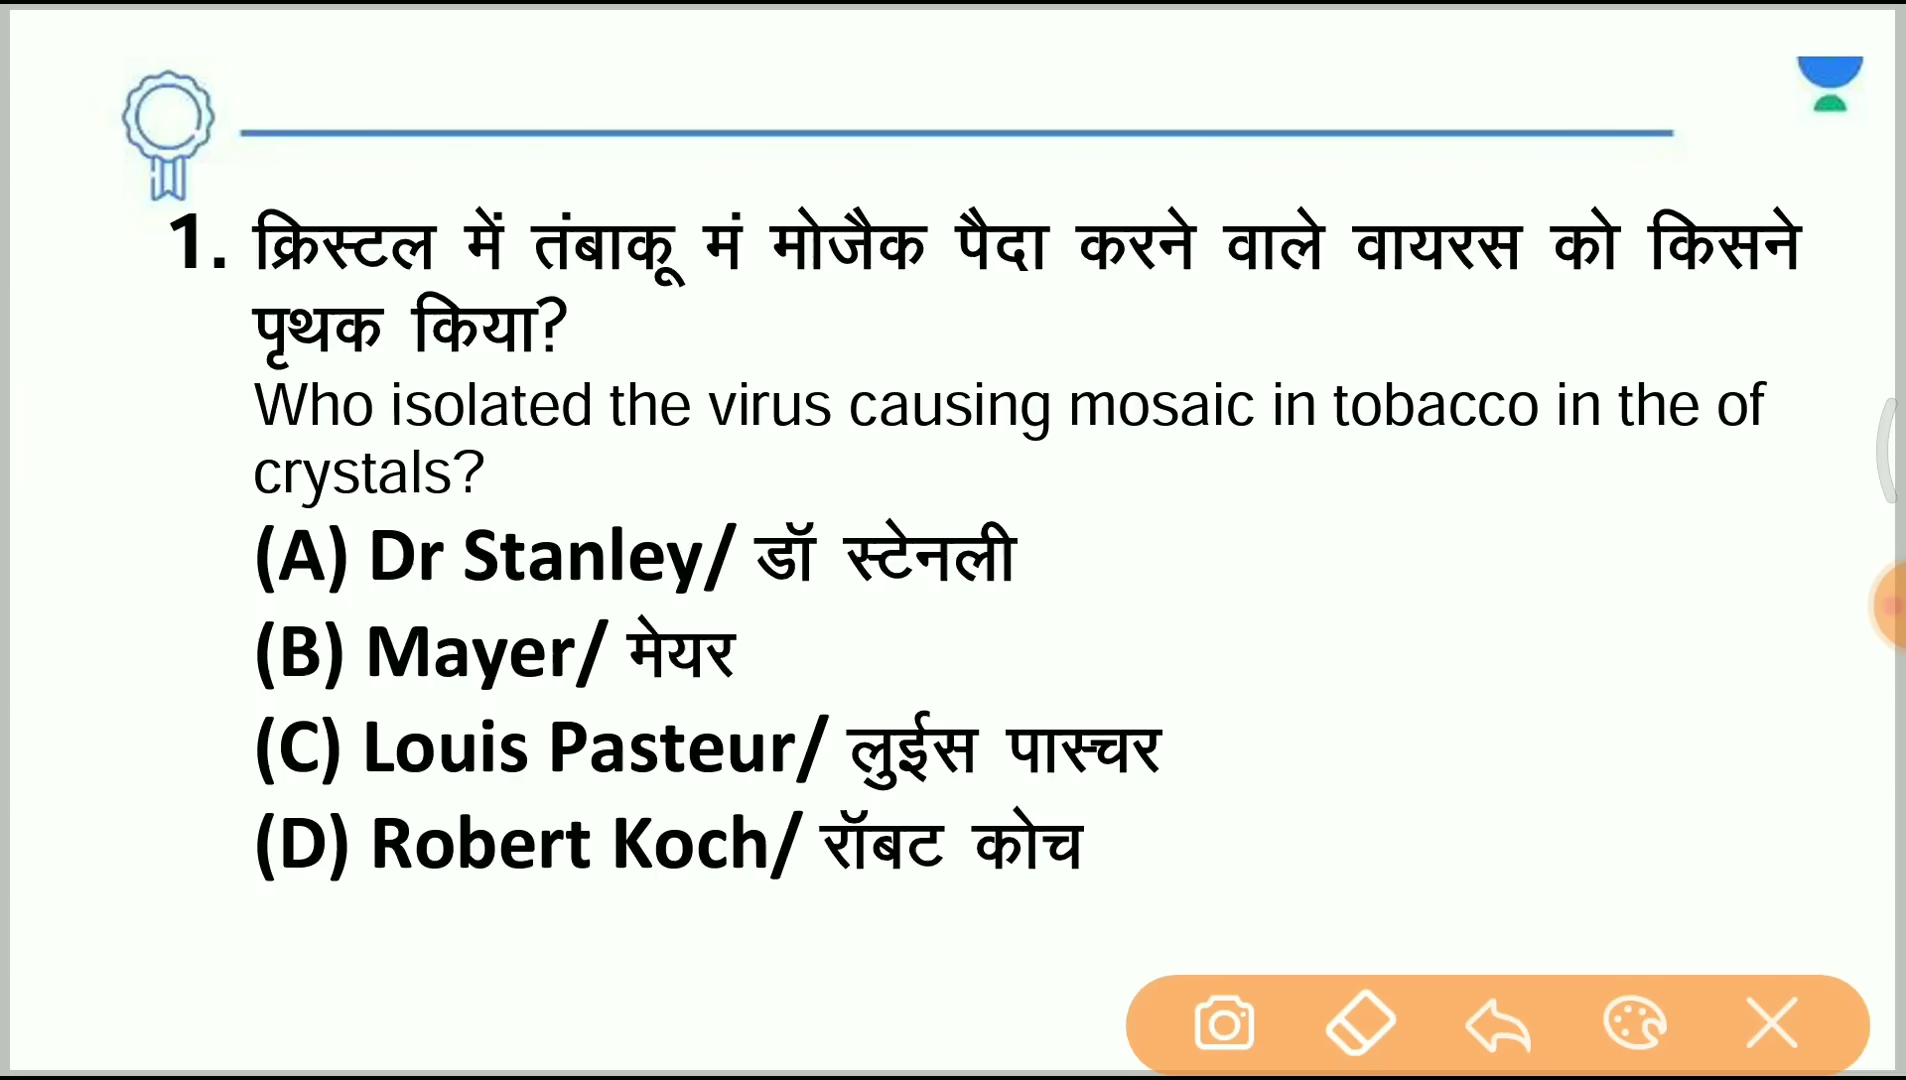 1. क्रिस्टल में तंबाकू मं मोजैक पैदा करने वाले वायरस को किसने
पृथक किया?
Who isolated the virus causing mosaic in tobacco in the of
crystals?
(A) Dr Stanley/ डॉ स्टेनली
(B) Mayer/ मेयर
(C) Louis Pasteur/ लुईस पास्चर
(D) Robert Koch/ रॉबट कोच